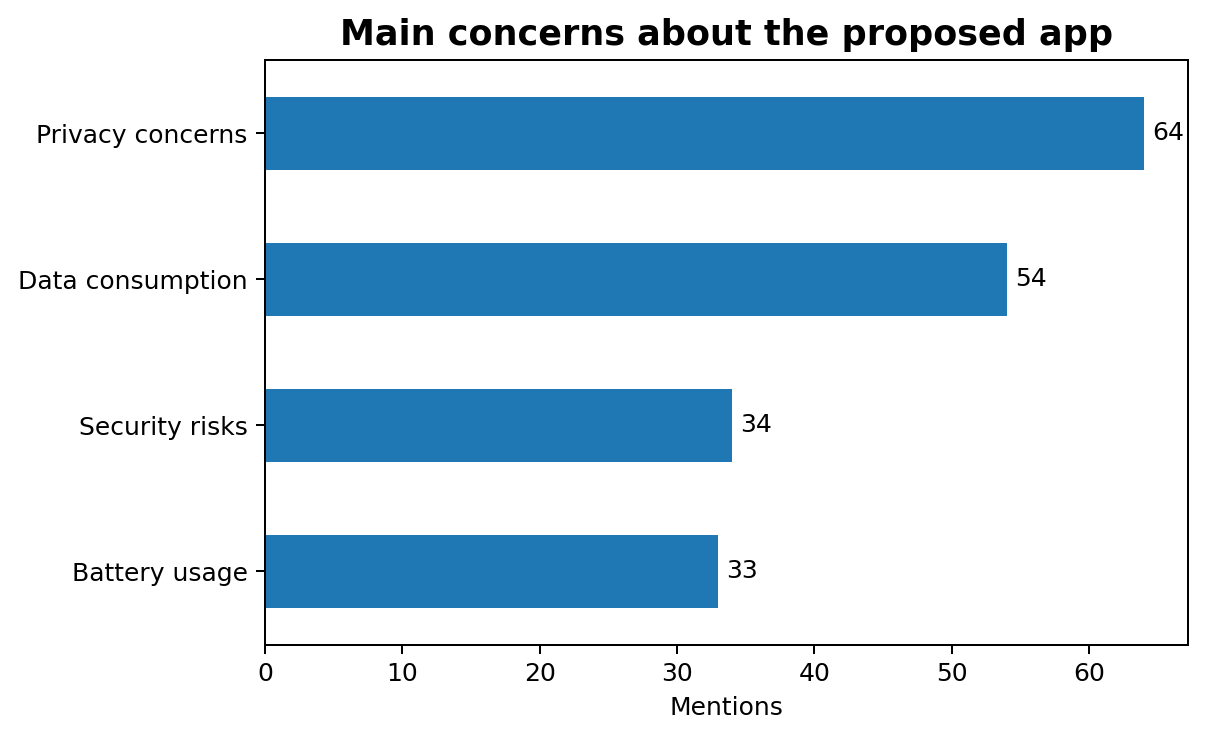 Main concerns about the proposed app
Privacy concerns
64
Data consumption
54
Security risks
34
Battery usage
33
0 10 20 30 40 50 60
Mentions